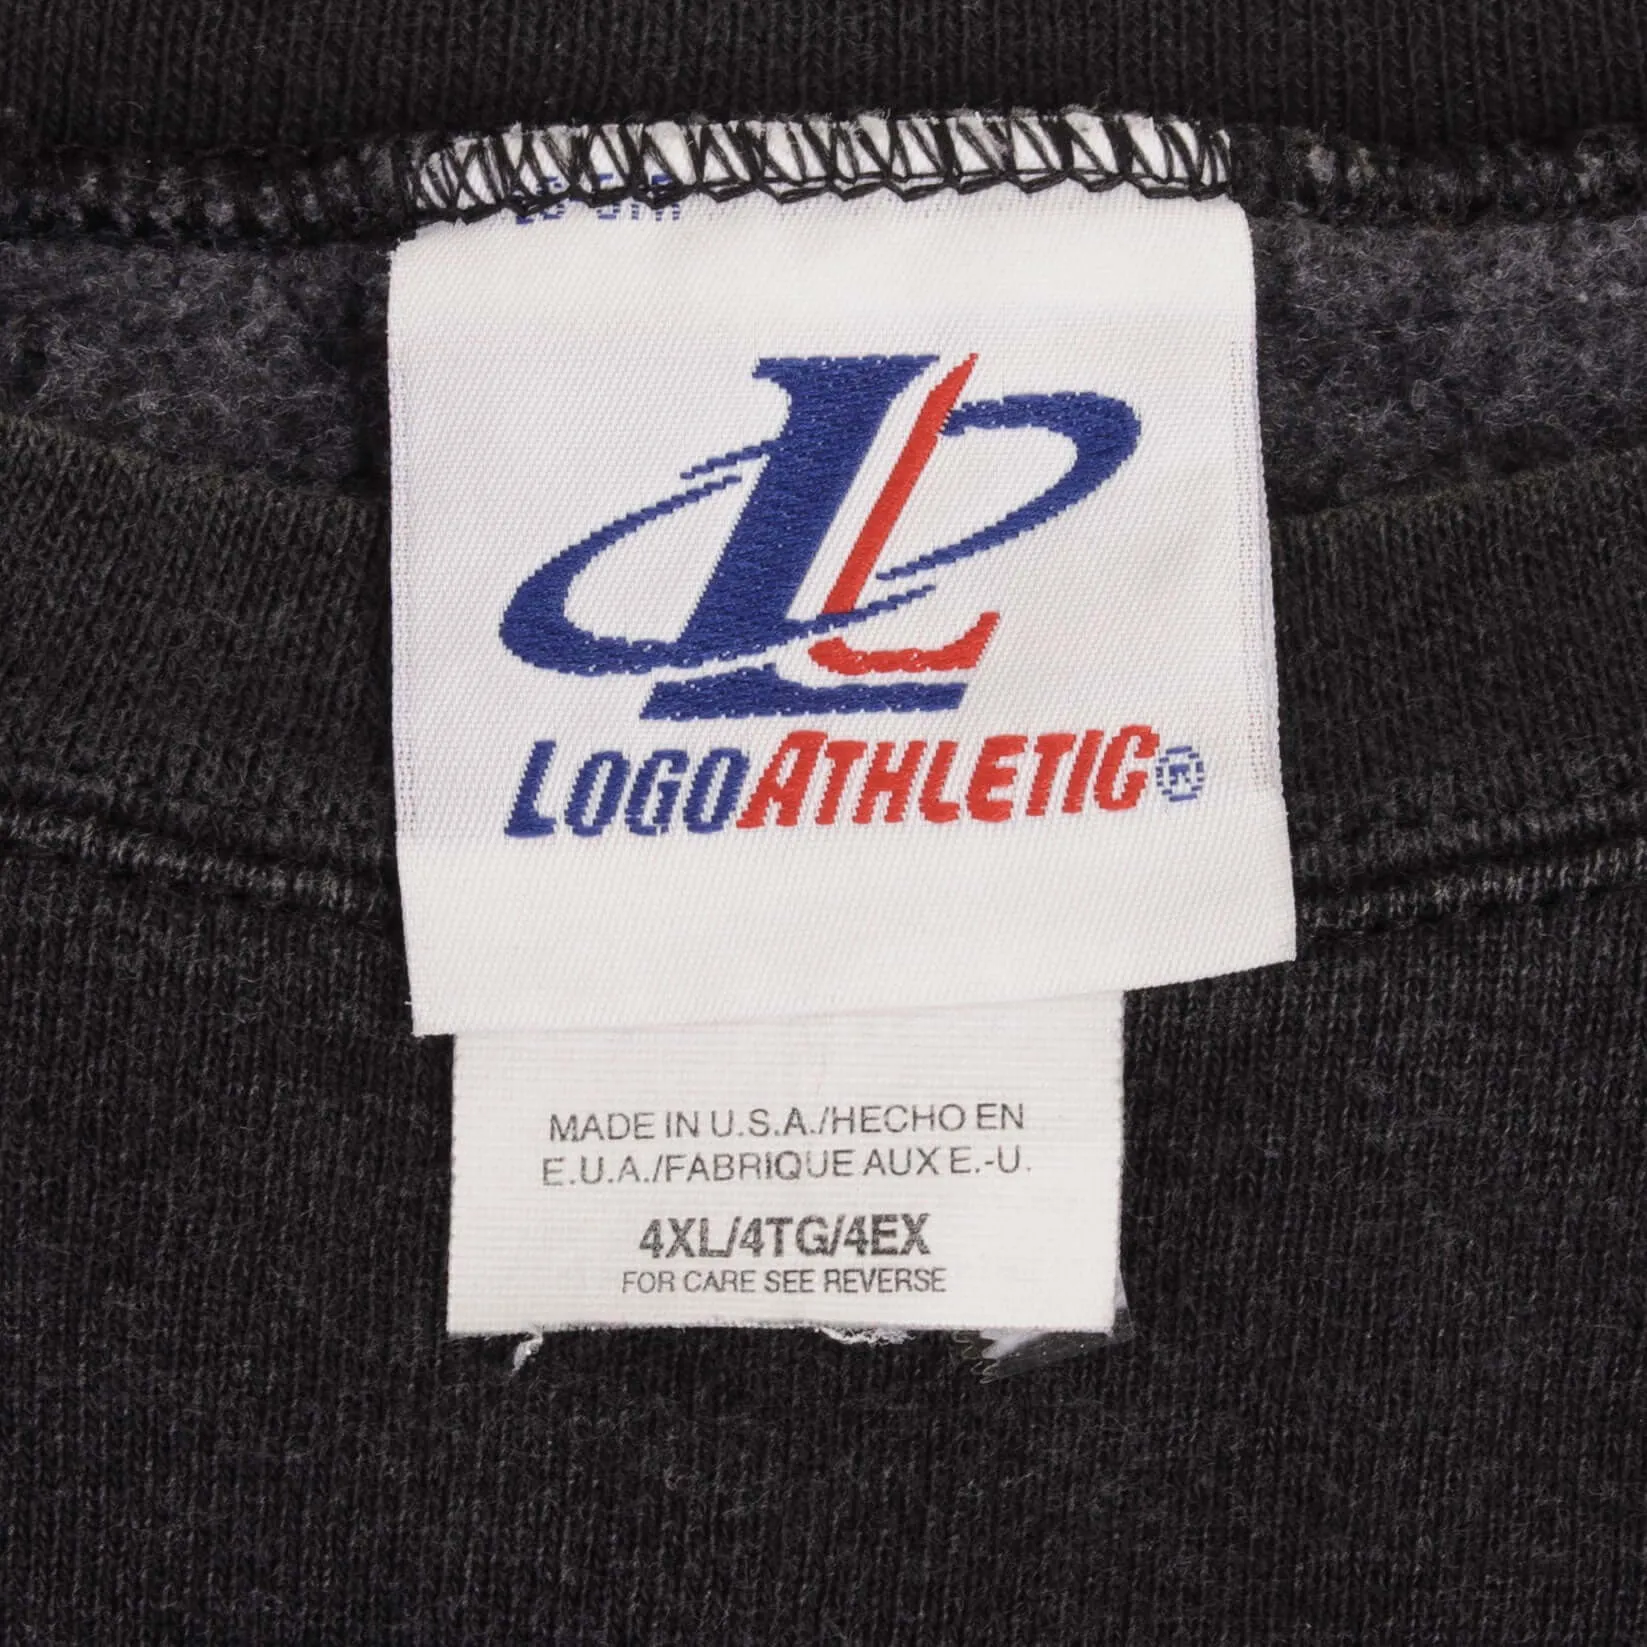 LOGOATHLETIC®
MADE IN U.S.A./HECHO EN
E.U.A./FABRIQUE AUX E.-U.
4XL/4TG/4EX
FOR CARE SEE REVERSE